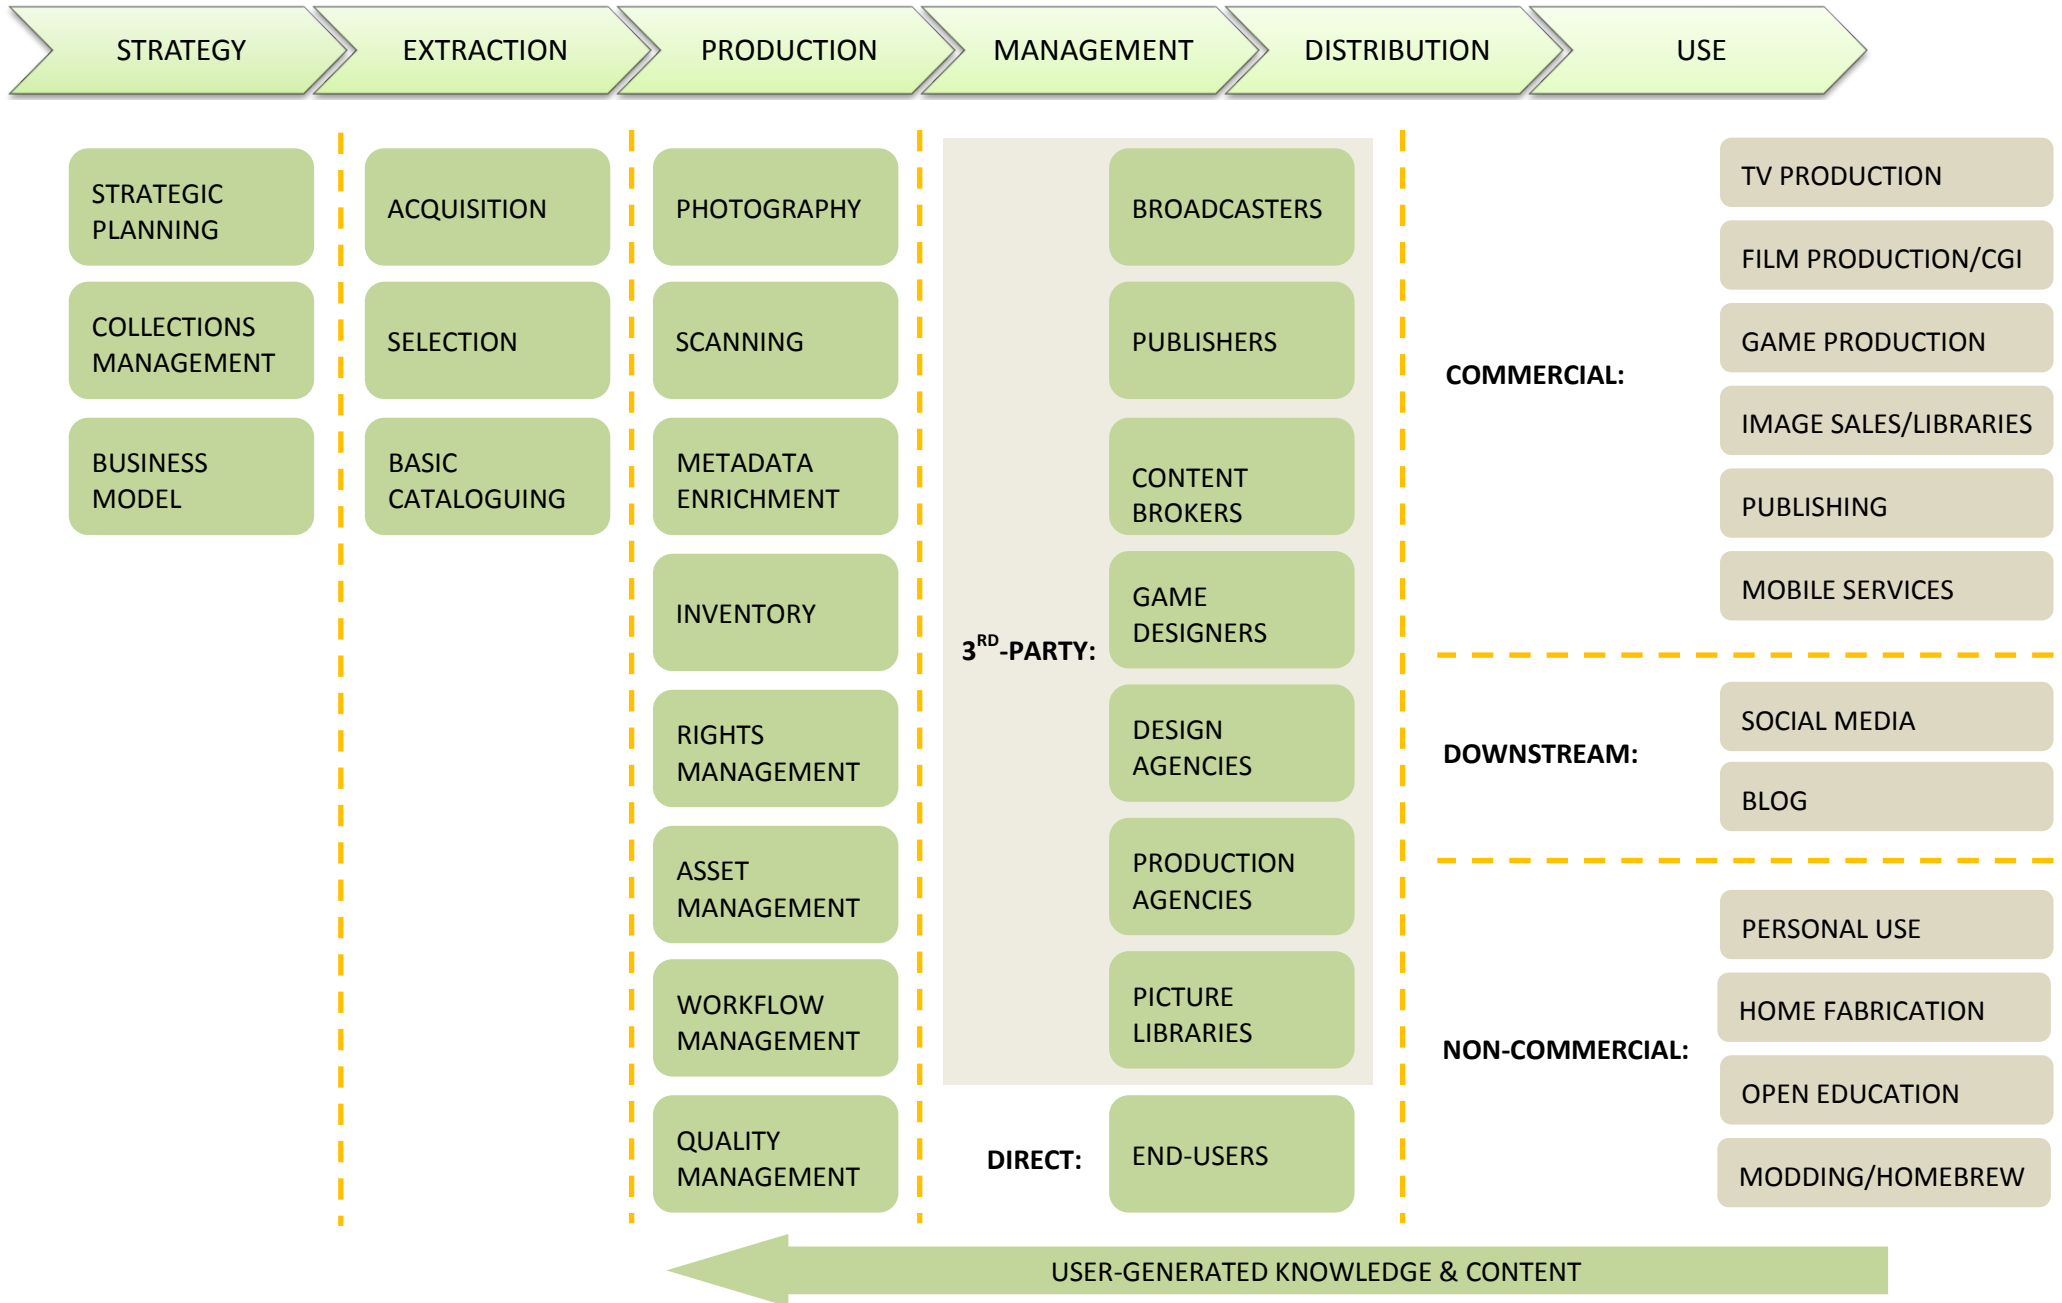 STRATEGY
EXTRACTION
PRODUCTION
MANAGEMENT
DISTRIBUTION
USE
STRATEGIC
PLANNING
COLLECTIONS
MANAGEMENT
BUSINESS
MODEL
ACQUISITION
SELECTION
BASIC
CATALOGUING
PHOTOGRAPHY
SCANNING
METADATA
ENRICHMENT
INVENTORY
RIGHTS
MANAGEMENT
ASSET
MANAGEMENT
WORKFLOW
MANAGEMENT
QUALITY
MANAGEMENT
3RD-PARTY:
BROADCASTERS
PUBLISHERS
CONTENT
BROKERS
GAME
DESIGNERS
DESIGN
AGENCIES
PRODUCTION
AGENCIES
PICTURE
LIBRARIES
DIRECT:
END-USERS
COMMERCIAL:
TV PRODUCTION
FILM PRODUCTION/CGI
GAME PRODUCTION
IMAGE SALES/LIBRARIES
PUBLISHING
MOBILE SERVICES
DOWNSTREAM:
SOCIAL MEDIA
BLOG
NON-COMMERCIAL:
PERSONAL USE
HOME FABRICATION
OPEN EDUCATION
MODDING/HOMEBREW
USER-GENERATED KNOWLEDGE & CONTENT